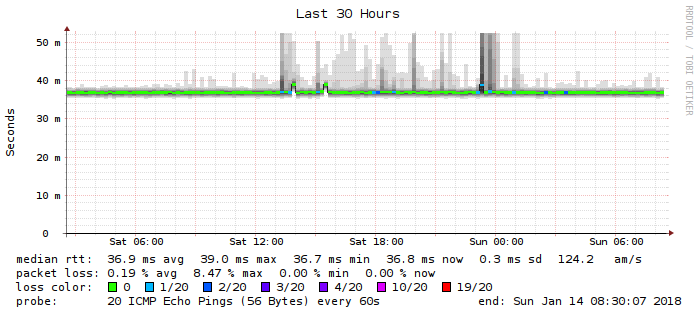 Last 30 Hours
RRDTOOL / TOBI OETIKER
Seconds
50 m
40 m
30 m
20 m
10 m
0
Sat 06:00 Sat 12:00 Sat 18:00 Sun 00:00 Sun 06:00
median rtt: 36.9 ms avg 39.0 ms max 36.7 ms min 36.8 ms now 0.3 ms sd 124.2 am/s
packet loss: 0.19 % avg 8.47 % max 0.00 % min 0.00 % now
loss color: 0 1/20 2/20 3/20 4/20 10/20 19/20
probe: 20 ICMP Echo Pings (56 Bytes) every 60s end: Sun Jan 14 08:30:07 2018